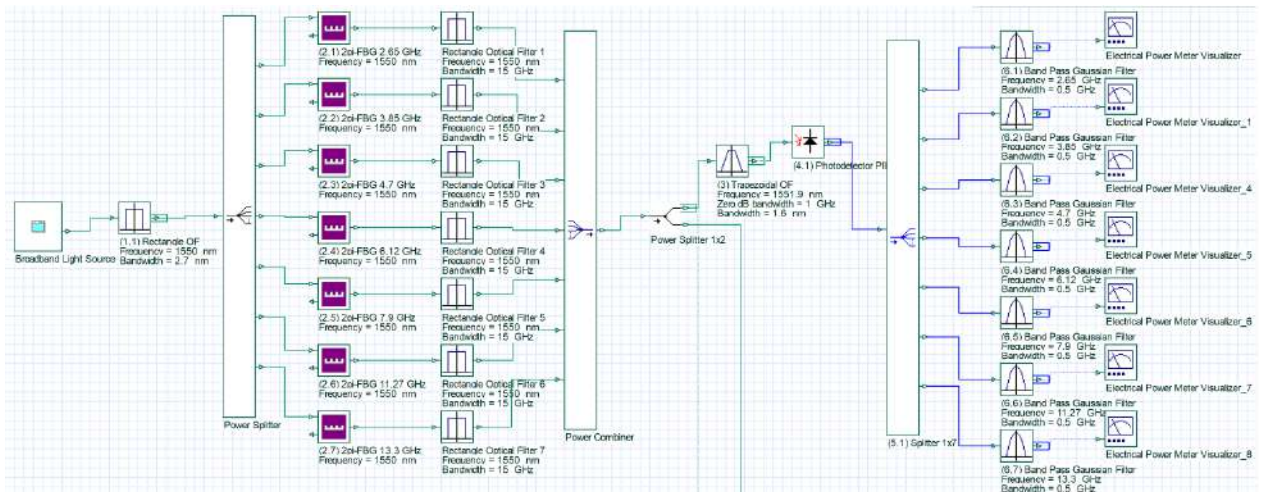 Broadband Light Source
(1.1) Rectangle OF
Frequency = 1550 nm
Bandwidth = 2.7 nm
Power Splitter
(2.1) 2pi-FBG 2.65 GHz
Frequency = 1550 nm
(2.2) 2pi-FBG 3.85 GHz
Frequency = 1550 nm
(2.3) 2pi-FBG 4.7 GHz
Frequency = 1550 nm
(2.4) 2pi-FBG 6.12 GHz
Frequency = 1550 nm
(2.5) 2pi-FBG 7.9 GHz
Frequency = 1550 nm
(2.6) 2pi-FBG 11.27 GHz
Frequency = 1550 nm
(2.7) 2pi-FBG 13.3 GHz
Frequency = 1550 nm
Rectangle Optical Filter 1
Frequency = 1550 nm
Bandwidth = 15 GHz
Rectangle Optical Filter 2
Frequency = 1550 nm
Bandwidth = 15 GHz
Rectangle Optical Filter 3
Frequency = 1550 nm
Bandwidth = 15 GHz
Rectangle Optical Filter 4
Frequency = 1550 nm
Bandwidth = 15 GHz
Rectangle Optical Filter 5
Frequency = 1550 nm
Bandwidth = 15 GHz
Rectangle Optical Filter 6
Frequency = 1550 nm
Bandwidth = 15 GHz
Rectangle Optical Filter 7
Frequency = 1550 nm
Bandwidth = 15 GHz
Power Combiner
Power Splitter 1x2
(3) Trapezoidal OF
Frequency = 1551.9 nm
Zero dB bandwidth = 1 GHz
Bandwidth = 1.6 nm
(4.1) Photodetector
(5.1) Splitter 1x7
(6.1) Band Pass Gaussian Filter
Frequency = 2.65 GHz
Bandwidth = 0.5 GHz
(6.2) Band Pass Gaussian Filter
Frequency = 3.85 GHz
Bandwidth = 0.5 GHz
(6.3) Band Pass Gaussian Filter
Frequency = 4.7 GHz
Bandwidth = 0.5 GHz
(6.4) Band Pass Gaussian Filter
Frequency = 6.12 GHz
Bandwidth = 0.5 GHz
(6.5) Band Pass Gaussian Filter
Frequency = 7.9 GHz
Bandwidth = 0.5 GHz
(6.6) Band Pass Gaussian Filter
Frequency = 11.27 GHz
Bandwidth = 0.5 GHz
(6.7) Band Pass Gaussian Filter
Frequency = 13.3 GHz
Bandwidth = 0.5 GHz
Electrical Power Meter Visualizer
Electrical Power Meter Visualizer_1
Electrical Power Meter Visualizer_4
Electrical Power Meter Visualizer_5
Electrical Power Meter Visualizer_6
Electrical Power Meter Visualizer_7
Electrical Power Meter Visualizer_8